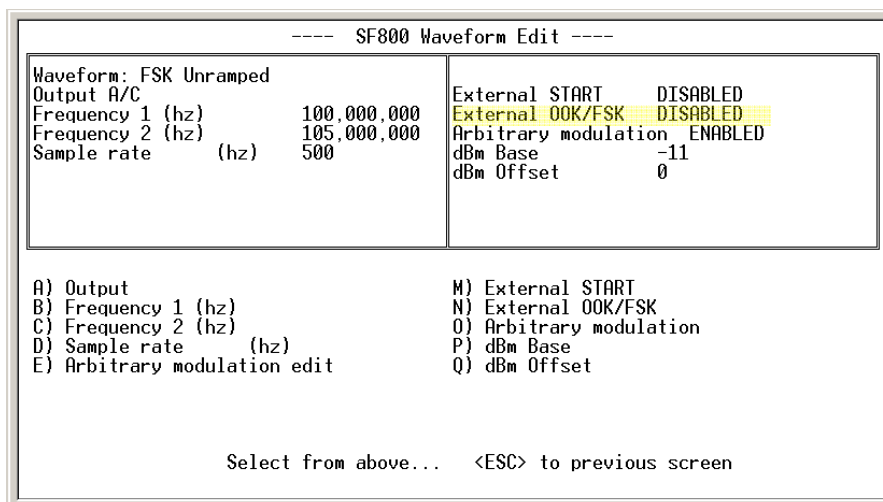 ---- SF800 Waveform Edit ----
Waveform: FSK Unramped
Output A/C
Frequency 1 (hz) 100,000,000
Frequency 2 (hz) 105,000,000
Sample rate (hz) 500
External START DISABLED
External OOK/FSK DISABLED
Arbitrary modulation ENABLED
dBm Base -11
dBm Offset 0
A) Output
B) Frequency 1 (hz)
C) Frequency 2 (hz)
D) Sample rate (hz)
E) Arbitrary modulation edit
M) External START
N) External OOK/FSK
O) Arbitrary modulation
P) dBm Base
Q) dBm Offset
Select from above... <ESC> to previous screen